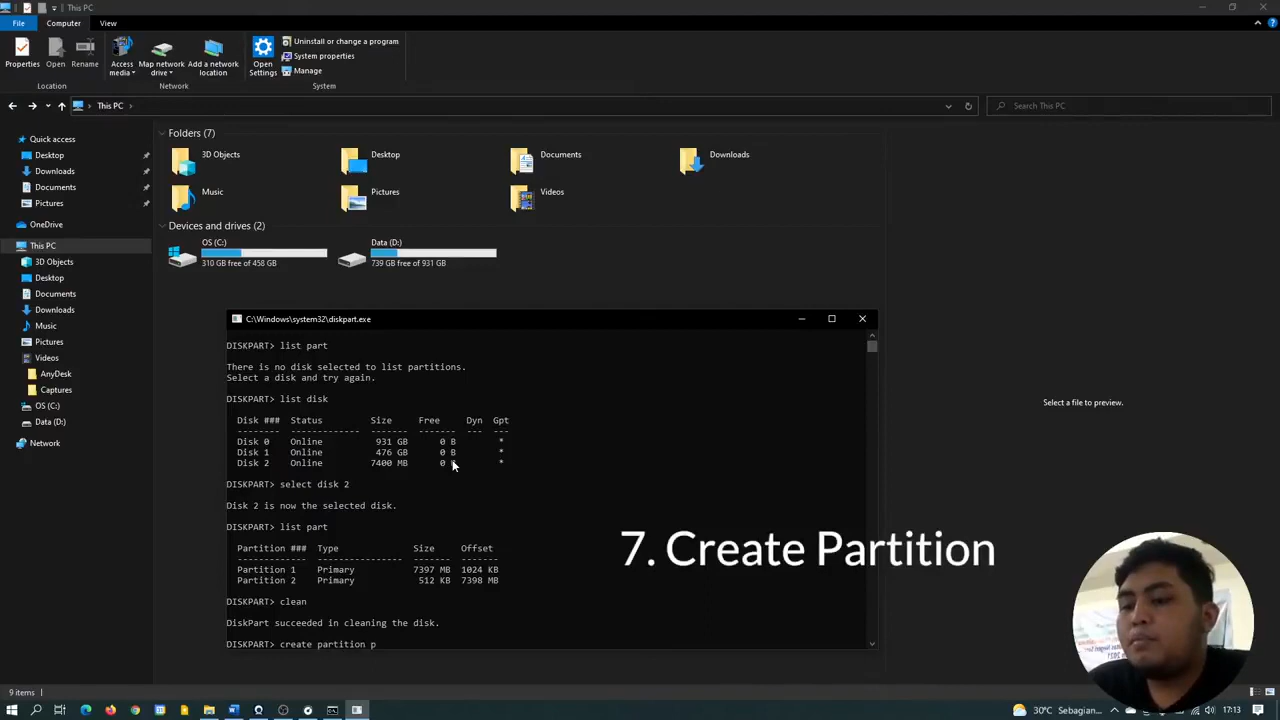 This PC
File
Computer
View
Properties
Open
Rename
Access media
Map network drive
Add a network location
Open Settings
Uninstall or change a program
System properties
Manage
Location
Network
System
This PC
Search This PC
Quick access
Desktop
Downloads
Documents
Pictures
OneDrive
This PC
3D Objects
Desktop
Documents
Downloads
Music
Pictures
Videos
AnyDesk
Captures
OS (C:)
Data (D:)
Network
Folders (7)
3D Objects
Desktop
Documents
Downloads
Music
Pictures
Videos
Devices and drives (2)
OS (C:)
310 GB free of 458 GB
Data (D:)
739 GB free of 931 GB
Select a file to preview.
C:\Windows\system32\diskpart.exe
DISKPART> list part
There is no disk selected to list partitions.
Select a disk and try again.
DISKPART> list disk
Disk ### Status Size Free Dyn Gpt
-------- ------------- ------- ------- --- ---
Disk 0 Online 931 GB 0 B *
Disk 1 Online 476 GB 0 B *
Disk 2 Online 7400 MB 0 B *
DISKPART> select disk 2
Disk 2 is now the selected disk.
DISKPART> list part
Partition ### Type Size Offset
------------- ---------------- ------- -------
Partition 1 Primary 7397 MB 1024 KB
Partition 2 Primary 512 KB 7398 MB
DISKPART> clean
DiskPart succeeded in cleaning the disk.
DISKPART> create partition p
7. Create Partition
9 items
30°C Sebagian...
17:13